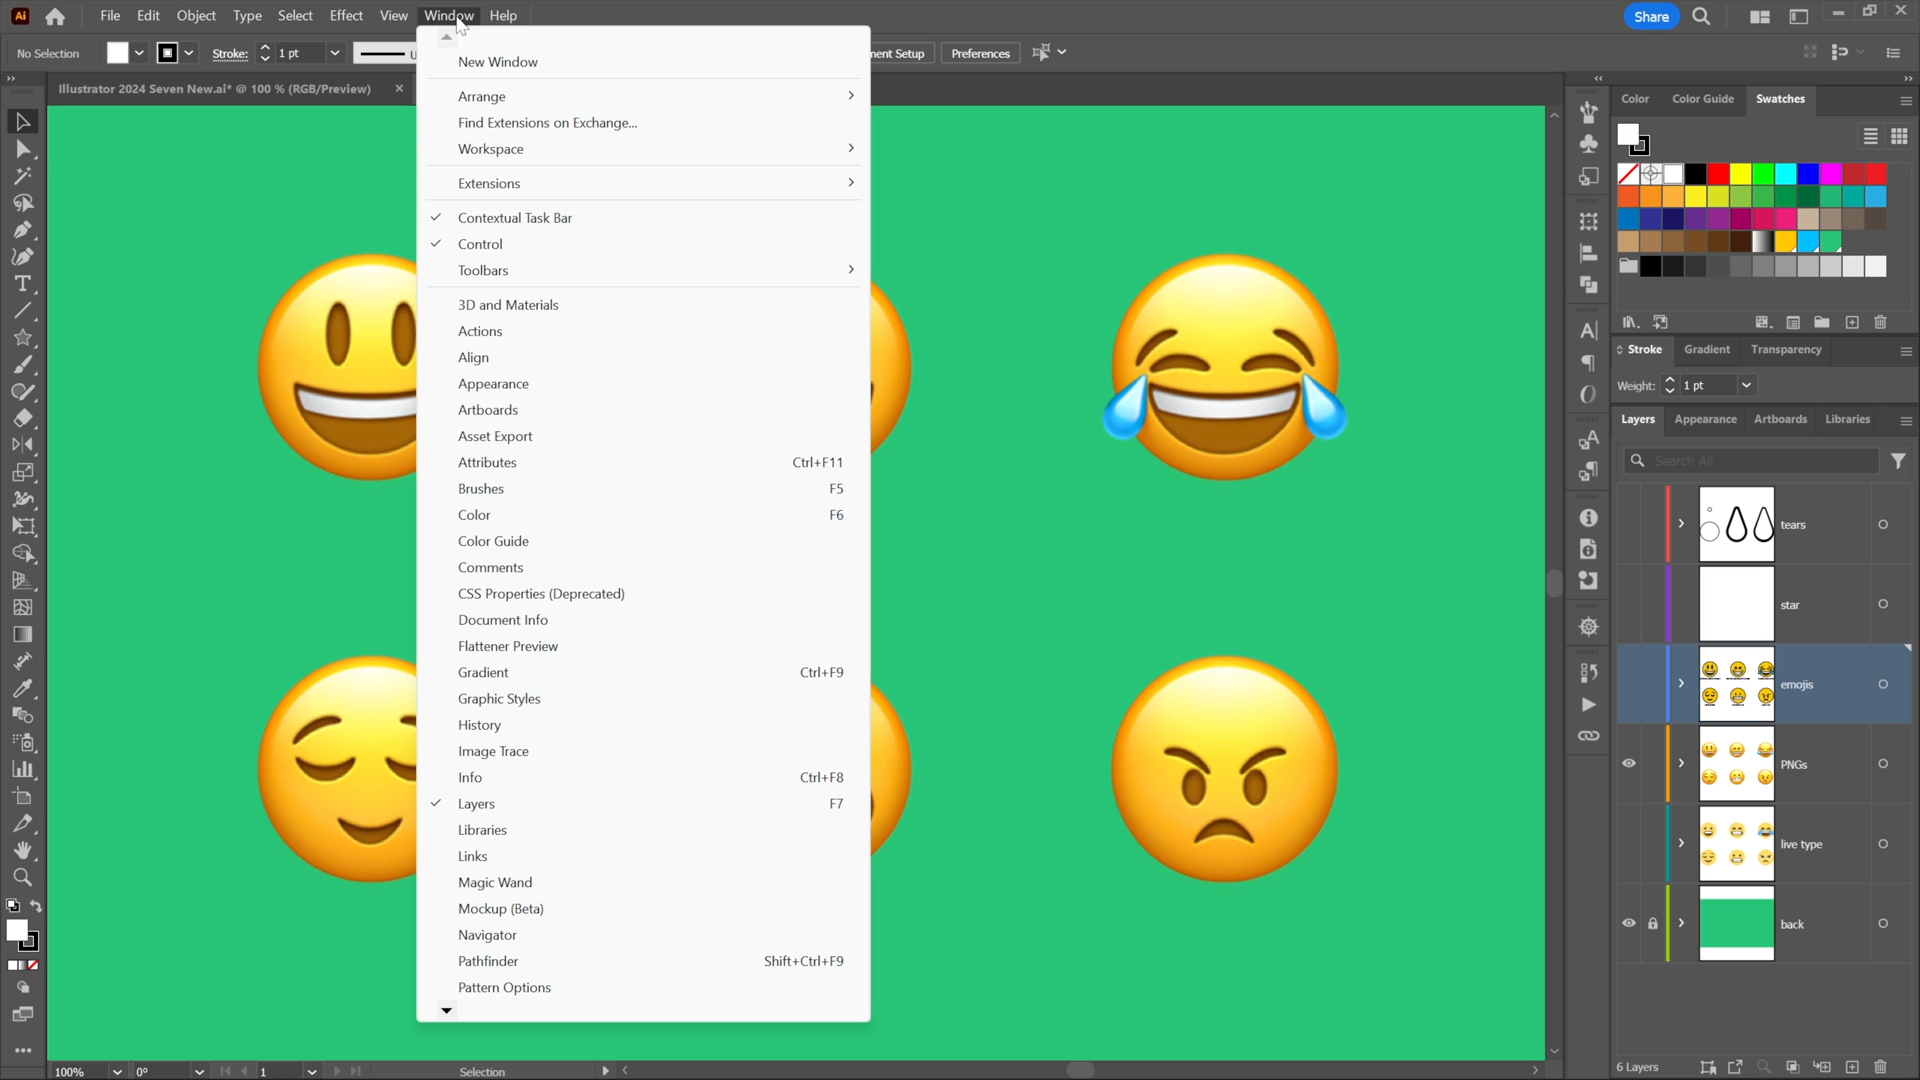 Ai
File Edit Object Type Select Effect View Window Help
Share
No Selection
Stroke: 1 pt
ment Setup
Preferences
Illustrator 2024 Seven New.ai* @ 100 % (RGB/Preview)
New Window
Arrange
Find Extensions on Exchange...
Workspace
Extensions
Contextual Task Bar
Control
Toolbars
3D and Materials
Actions
Align
Appearance
Artboards
Asset Export
Attributes Ctrl+F11
Brushes F5
Color F6
Color Guide
Comments
CSS Properties (Deprecated)
Document Info
Flattener Preview
Gradient Ctrl+F9
Graphic Styles
History
Image Trace
Info Ctrl+F8
Layers F7
Libraries
Links
Magic Wand
Mockup (Beta)
Navigator
Pathfinder Shift+Ctrl+F9
Pattern Options
Color Color Guide Swatches
Stroke Gradient Transparency
Weight: 1 pt
Layers Appearance Artboards Libraries
Search All
tears
star
emojis
PNGs
live type
back
6 Layers
100% 0° 1 Selection